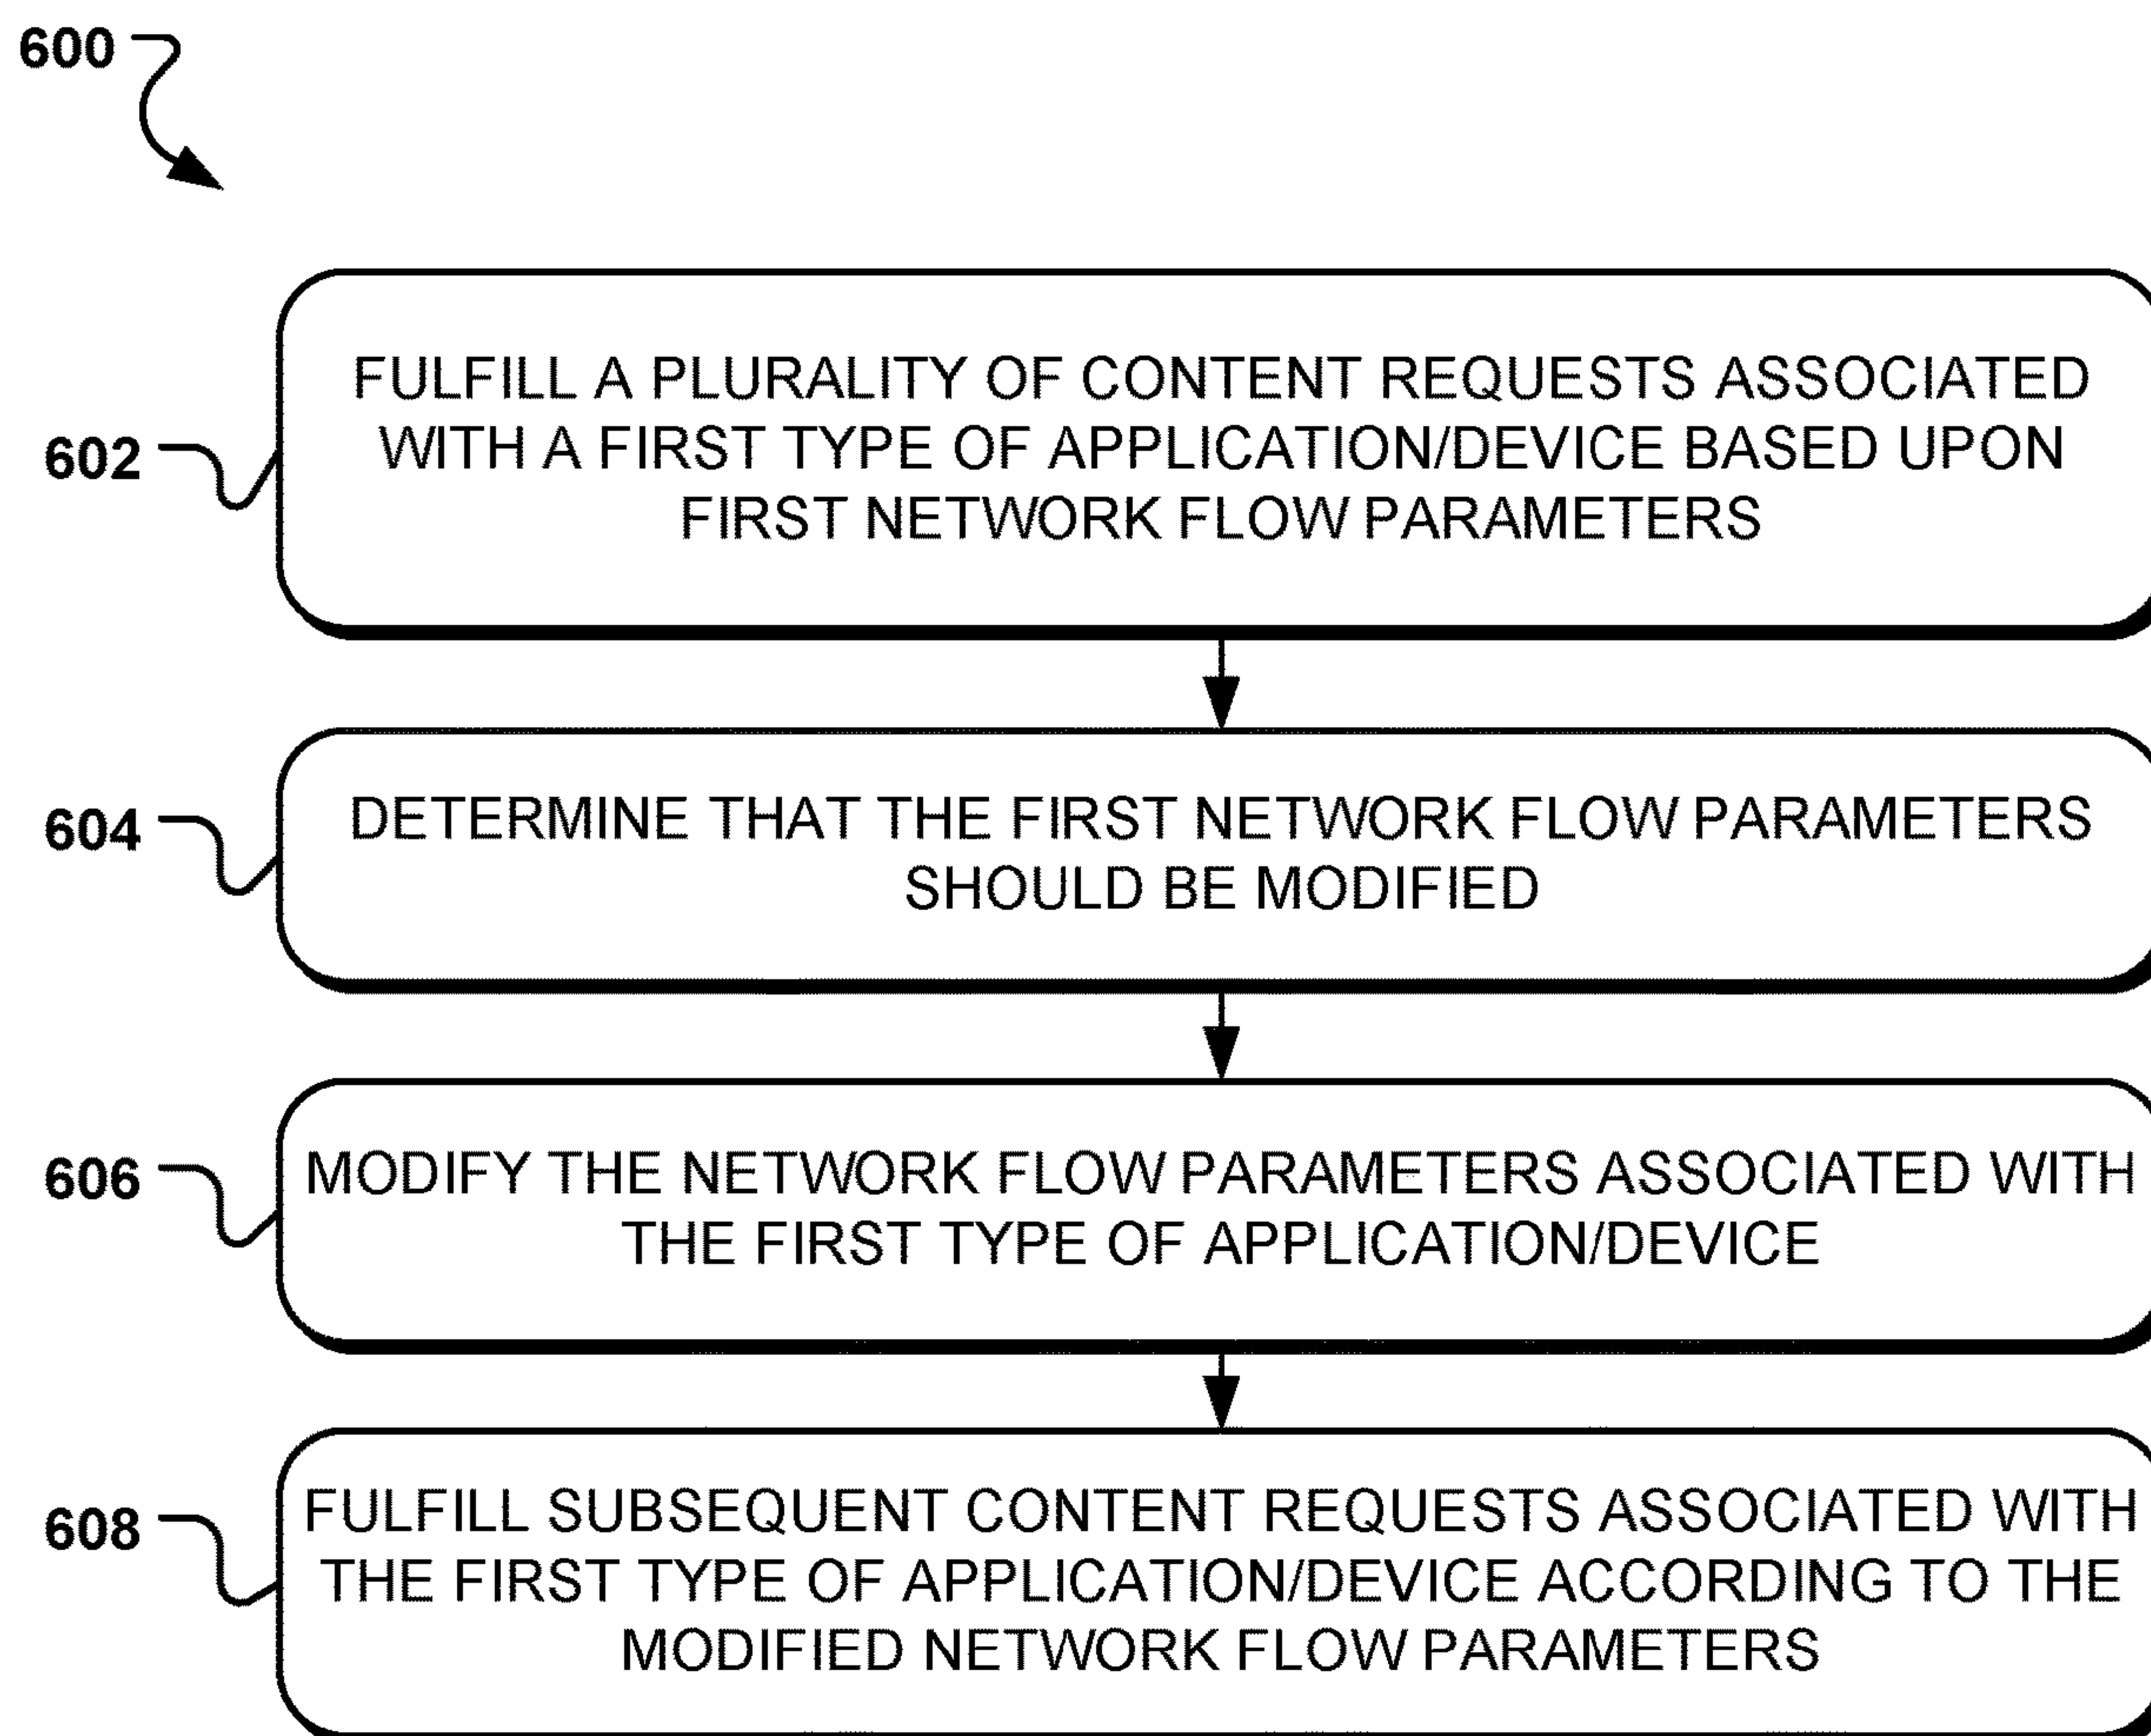 600
602
FULFILL A PLURALITY OF CONTENT REQUESTS ASSOCIATED
WITH A FIRST TYPE OF APPLICATION/DEVICE BASED UPON
FIRST NETWORK FLOW PARAMETERS
604
DETERMINE THAT THE FIRST NETWORK FLOW PARAMETERS
SHOULD BE MODIFIED
606
MODIFY THE NETWORK FLOW PARAMETERS ASSOCIATED WITH
THE FIRST TYPE OF APPLICATION/DEVICE
608
FULFILL SUBSEQUENT CONTENT REQUESTS ASSOCIATED WITH
THE FIRST TYPE OF APPLICATION/DEVICE ACCORDING TO THE
MODIFIED NETWORK FLOW PARAMETERS